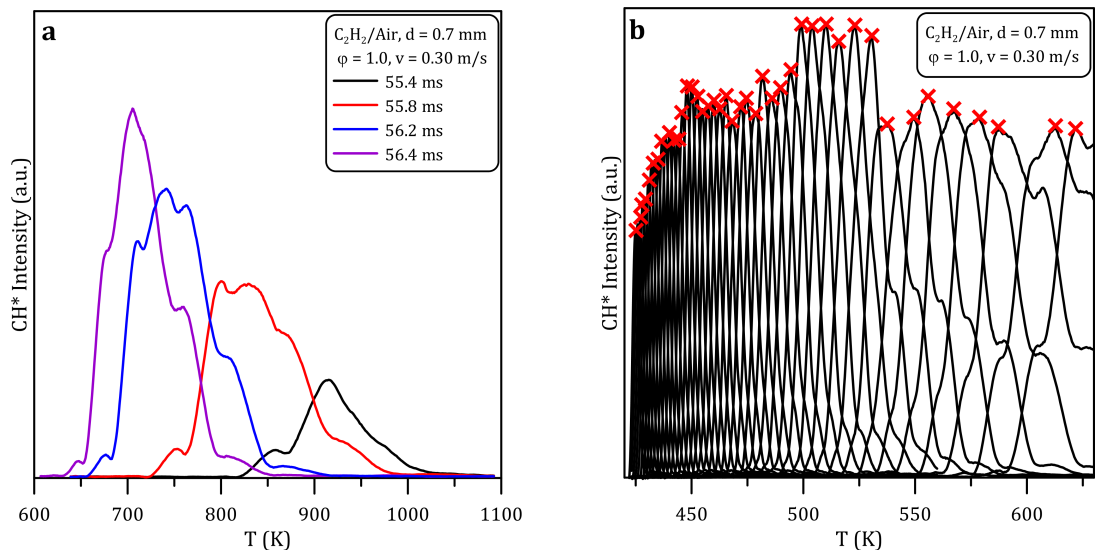 a
C₂H₂/Air, d = 0.7 mm
φ = 1.0, v = 0.30 m/s
55.4 ms
55.8 ms
56.2 ms
56.4 ms
CH* Intensity (a.u.)
600 700 800 900 1000 1100
T (K)
b
C₂H₂/Air, d = 0.7 mm
φ = 1.0, v = 0.30 m/s
CH* Intensity (a.u.)
450 500 550 600
T (K)